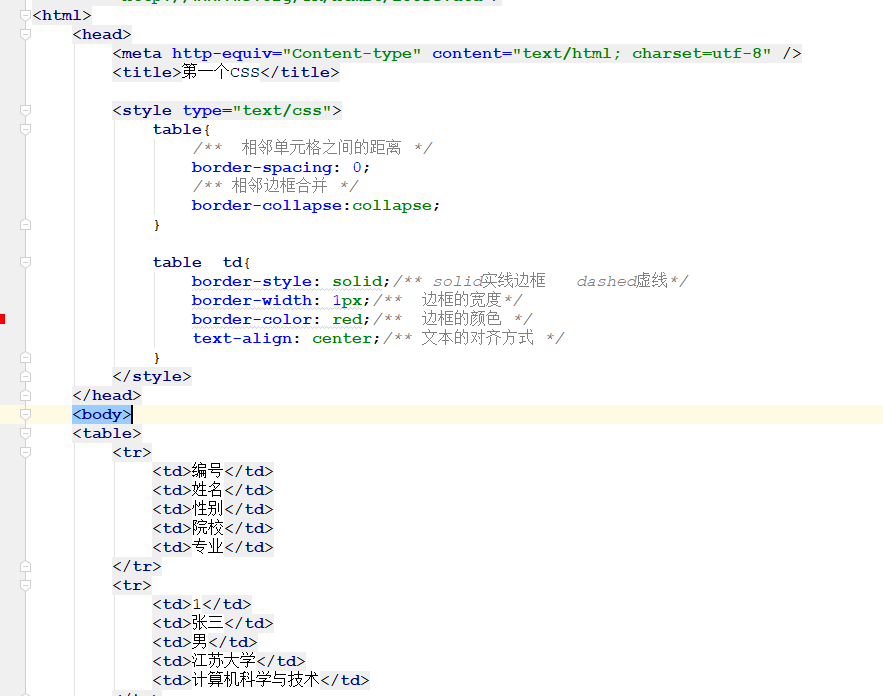 <html>
<head>
<meta http-equiv="Content-type" content="text/html; charset=utf-8" />
<title>第一个CSS</title>
<style type="text/css">
table{
/**  相邻单元格之间的距离 */
border-spacing: 0;
/** 相邻边框合并 */
border-collapse:collapse;
}
table  td{
border-style: solid;/** solid实线边框   dashed虚线*/
border-width: 1px;/**  边框的宽度*/
border-color: red;/**  边框的颜色 */
text-align: center;/** 文本的对齐方式 */
}
</style>
</head>
<body>
<table>
<tr>
<td>编号</td>
<td>姓名</td>
<td>性别</td>
<td>院校</td>
<td>专业</td>
</tr>
<tr>
<td>1</td>
<td>张三</td>
<td>男</td>
<td>江苏大学</td>
<td>计算机科学与技术</td>